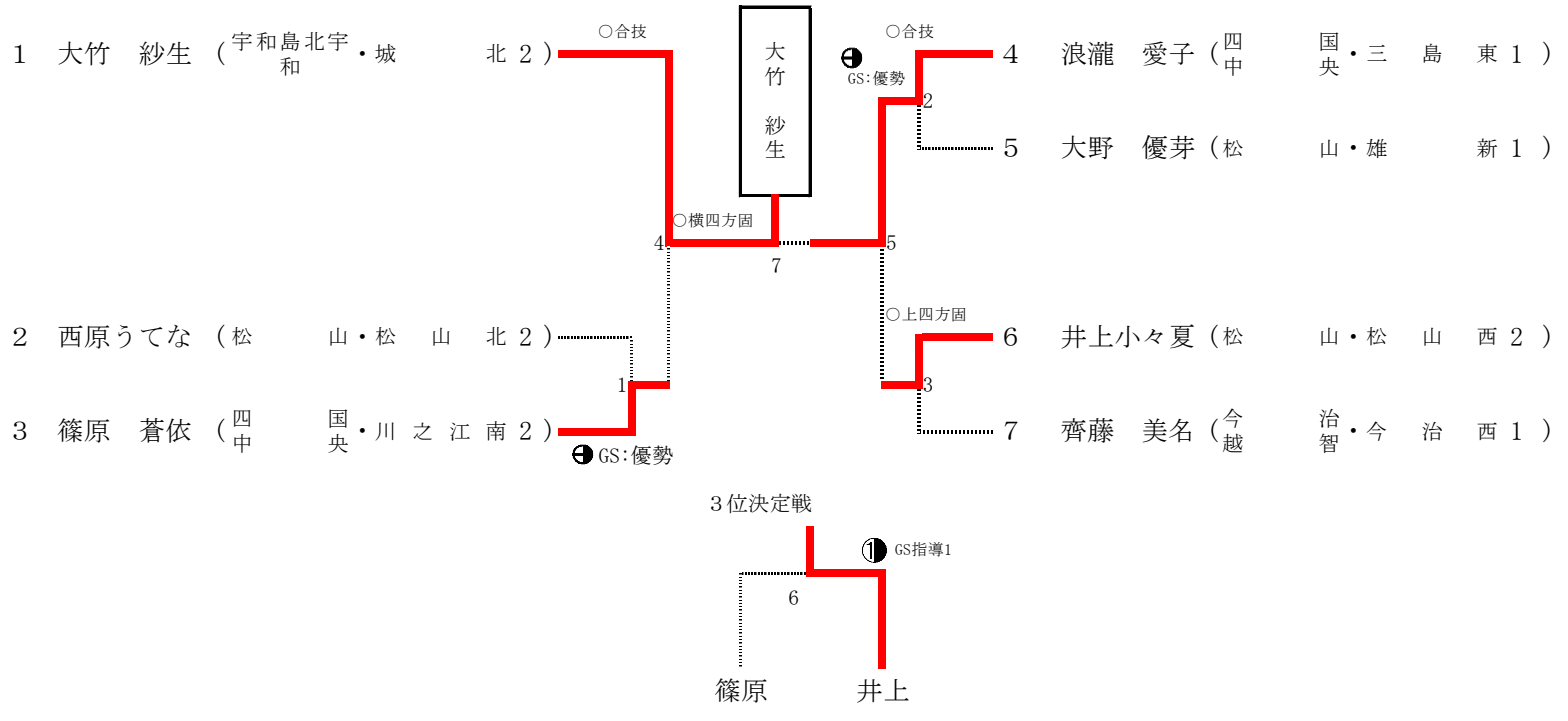 ○合技
1 大竹 紗生 (宇和島北宇和・城 北 2)
大竹 紗生
○合技
GS:優勢
4 浪瀧 愛子(四国中央・三 島 東 1)
2
5 大野 優芽(松 山・雄 新 1)
○横四方固
4
7
5
2 西原うてな (松 山・松 山 北 2)
1
3 篠原 蒼依 (四国中央・川 之 江 南 2)
GS:優勢
○上四方固
6 井上小々夏(松 山・松 山 西 2)
3
7 齊藤 美名(今治越智・今 治 西 1)
3位決定戦
1 GS指導1
6
篠原 井上